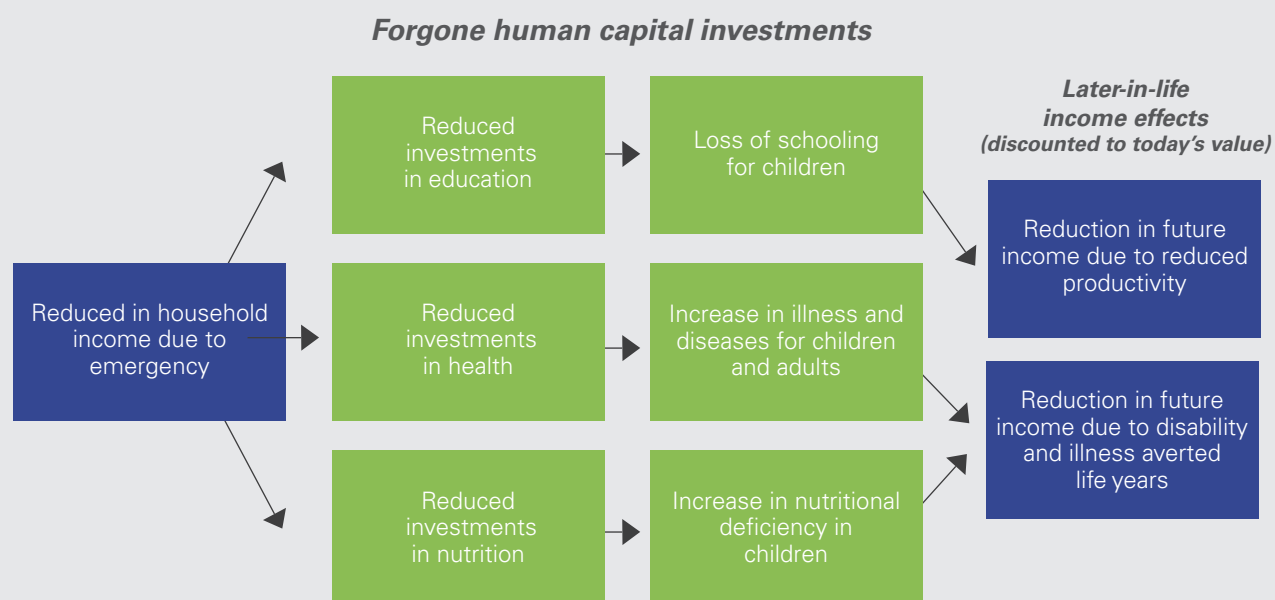 Forgone human capital investments
Later-in-life
income effects
(discounted to today's value)
Reduced in household
income due to
emergency
Reduced
investments
in education
Loss of schooling
for children
Reduction in future
income due to reduced
productivity
Reduced
investments
in health
Increase in illness and
diseases for children
and adults
Reduction in future
income due to disability
and illness averted
life years
Reduced
investments
in nutrition
Increase in nutritional
deficiency in
children